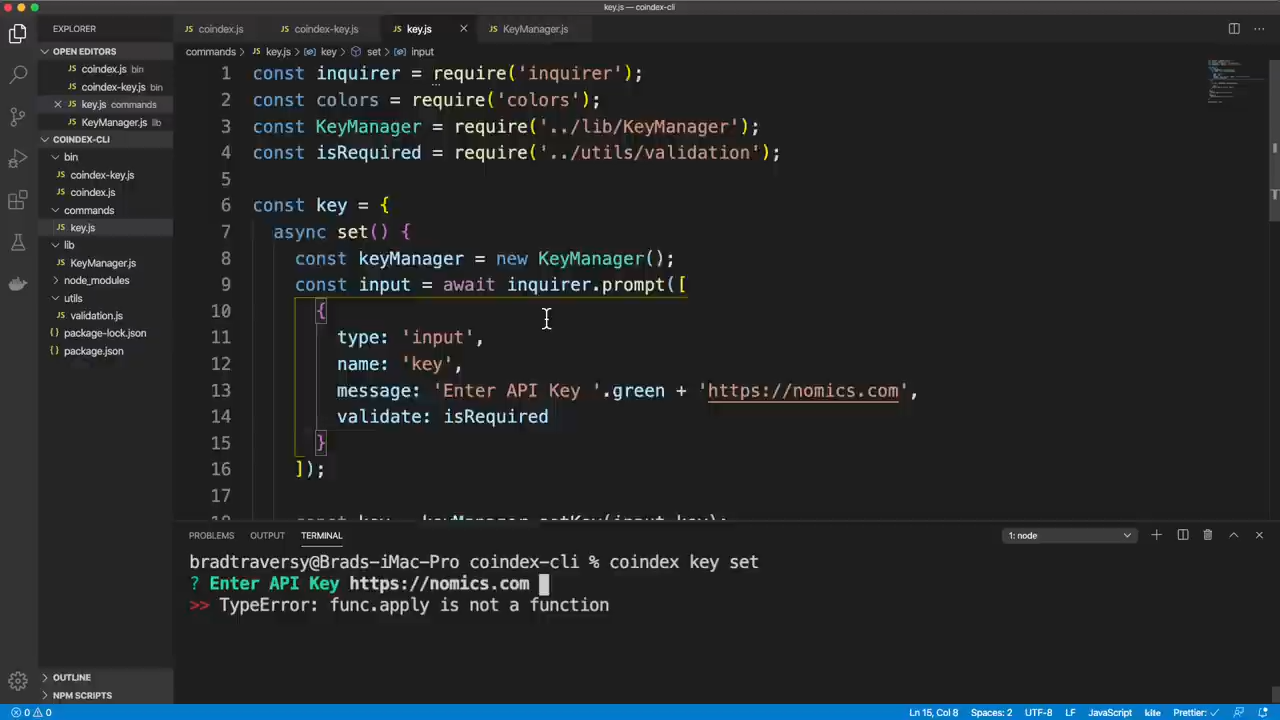 key.js — coindex-cli
EXPLORER
coindex.js
coindex-key.js
key.js
KeyManager.js
OPEN EDITORS
commands > key.js > key > set > input
coindex.js bin
coindex-key.js bin
key.js commands
KeyManager.js lib
COINDEX-CLI
bin
coindex-key.js
coindex.js
commands
key.js
lib
KeyManager.js
node_modules
utils
validation.js
package-lock.json
package.json
OUTLINE
NPM SCRIPTS
1 const inquirer = require('inquirer');
2 const colors = require('colors');
3 const KeyManager = require('../lib/KeyManager');
4 const isRequired = require('../utils/validation');
5
6 const key = {
7 async set() {
8 const keyManager = new KeyManager();
9 const input = await inquirer.prompt([
10 {
11 type: 'input',
12 name: 'key',
13 message: 'Enter API Key '.green + 'https://nomics.com',
14 validate: isRequired
15 }
16 ]);
17
PROBLEMS OUTPUT TERMINAL 1: node
bradtraversy@Brads-iMac-Pro coindex-cli % coindex key set
? Enter API Key https://nomics.com
>> TypeError: func.apply is not a function
0 0 Ln 15, Col 8 Spaces: 2 UTF-8 LF JavaScript kite Prettier: ✓